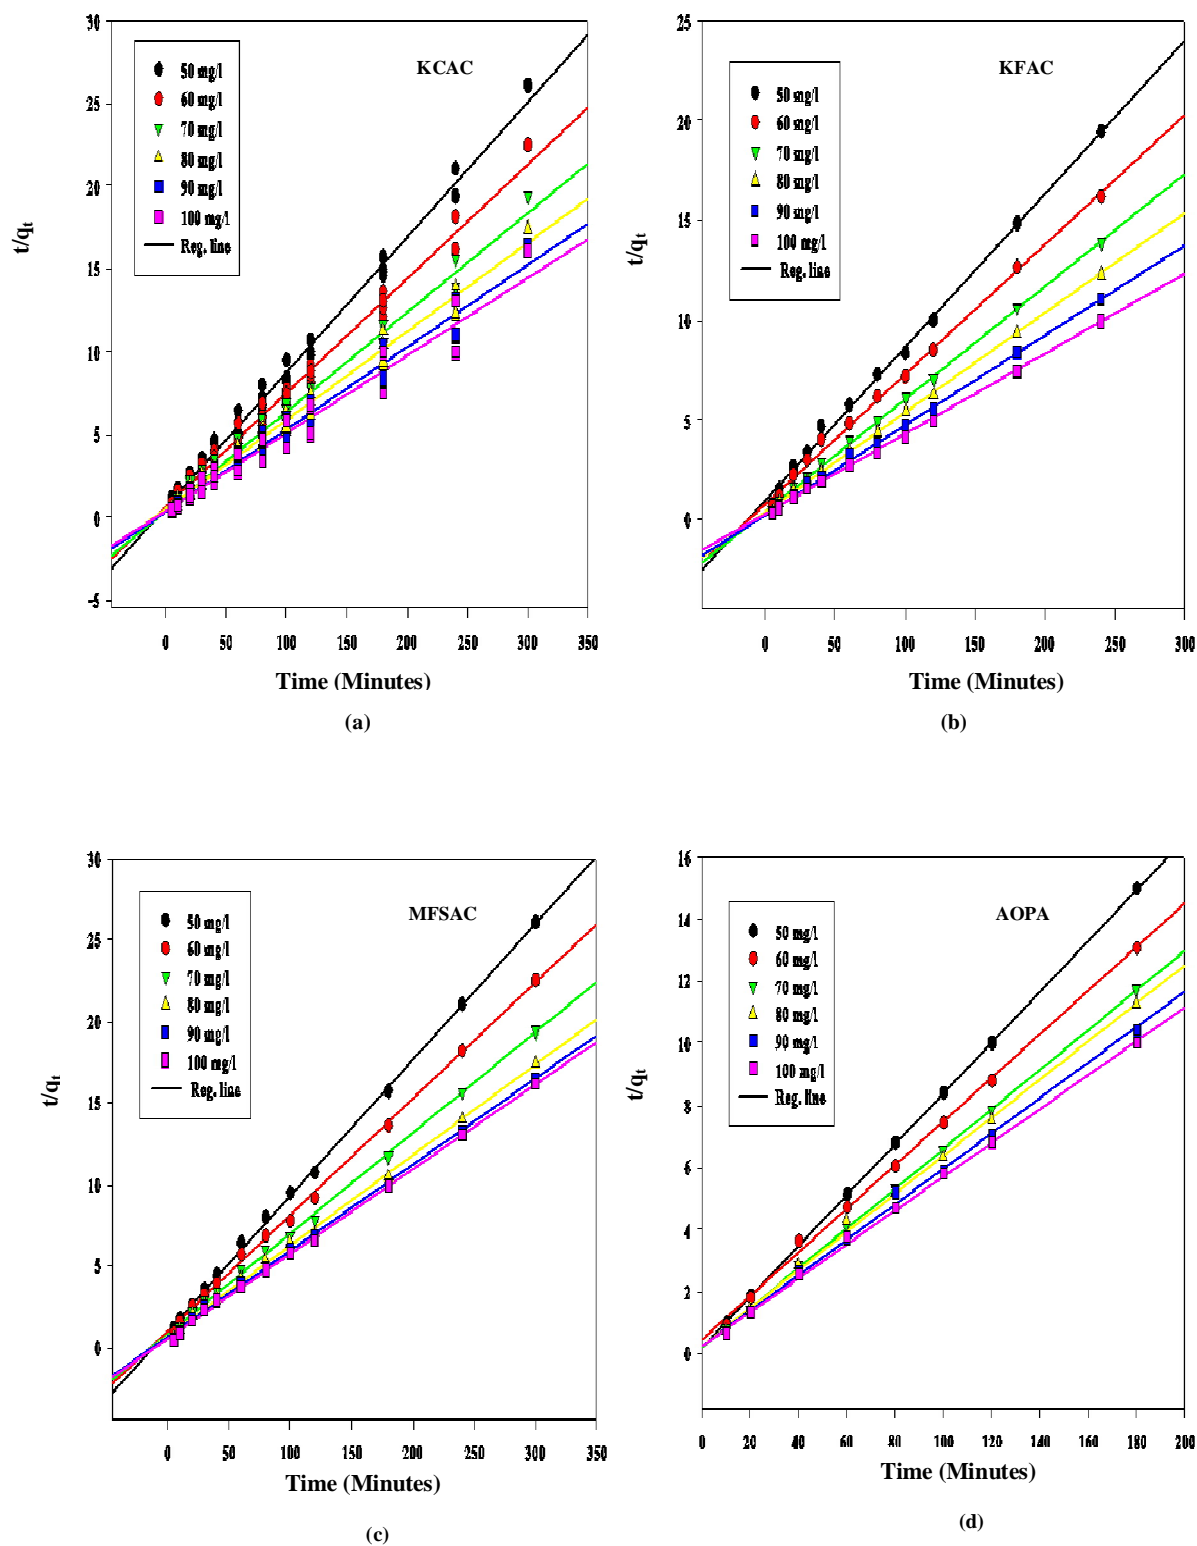 30
25
20
15
10
5
0
-5
t/qt
KCAC
50 mg/l
60 mg/l
70 mg/l
80 mg/l
90 mg/l
100 mg/l
Reg. line
0 50 100 150 200 250 300 350
Time (Minutes)
(a)
25
20
15
10
5
0
t/qt
KFAC
50 mg/l
60 mg/l
70 mg/l
80 mg/l
90 mg/l
100 mg/l
Reg. line
0 50 100 150 200 250 300
Time (Minutes)
(b)
30
25
20
15
10
5
0
t/qt
MFSAC
50 mg/l
60 mg/l
70 mg/l
80 mg/l
90 mg/l
100 mg/l
Reg. line
0 50 100 150 200 250 300 350
Time (Minutes)
(c)
16
14
12
10
8
6
4
2
0
t/qt
AOPA
50 mg/l
60 mg/l
70 mg/l
80 mg/l
90 mg/l
100 mg/l
Reg. line
0 20 40 60 80 100 120 140 160 180 200
Time (Minutes)
(d)